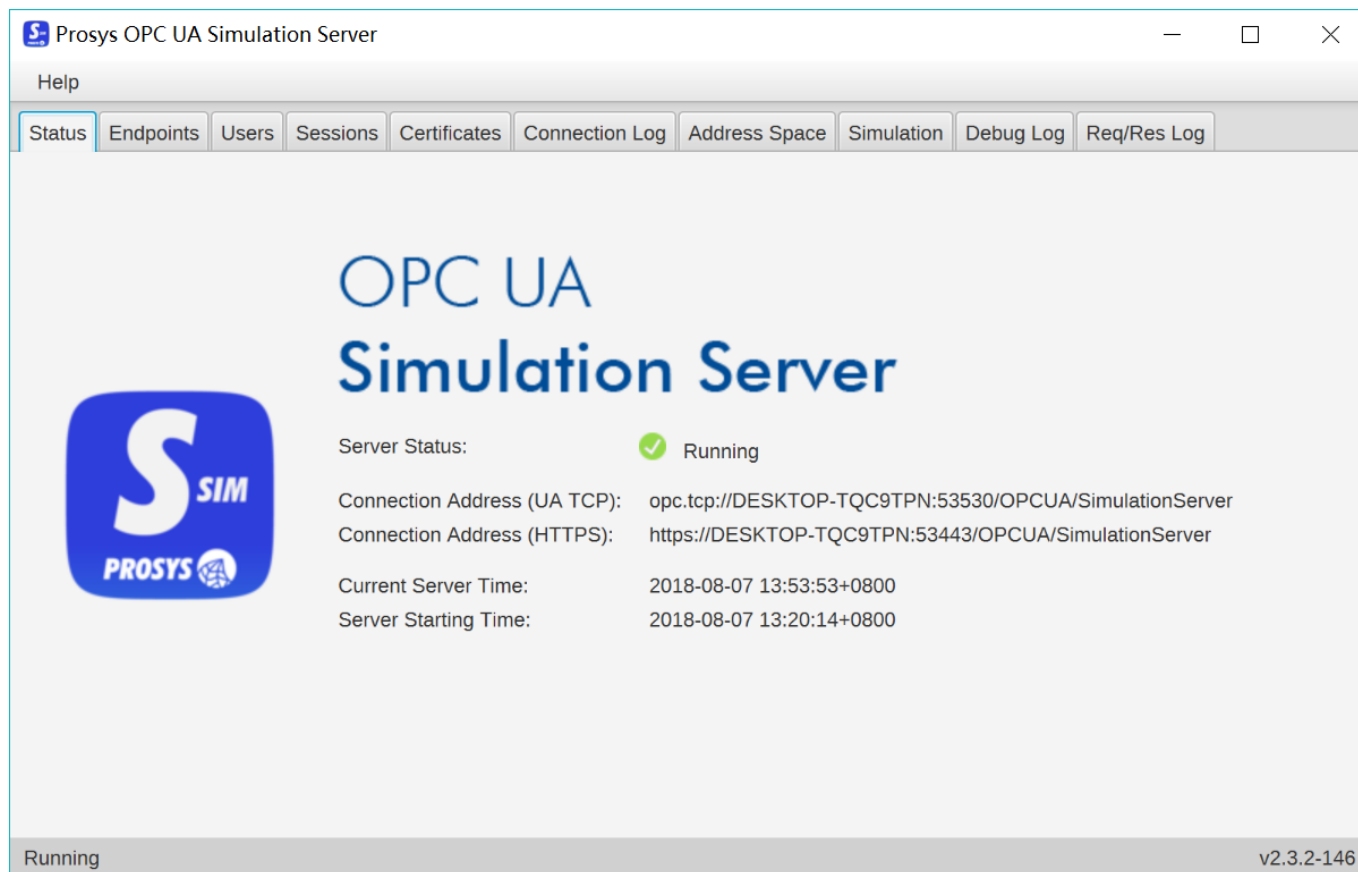 Prosys OPC UA Simulation Server
Help
Status Endpoints Users Sessions Certificates Connection Log Address Space Simulation Debug Log Req/Res Log
OPC UA
Simulation Server
S SIM
PROSYS
Server Status: Running
Connection Address (UA TCP): opc.tcp://DESKTOP-TQC9TPN:53530/OPCUA/SimulationServer
Connection Address (HTTPS): https://DESKTOP-TQC9TPN:53443/OPCUA/SimulationServer
Current Server Time: 2018-08-07 13:53:53+0800
Server Starting Time: 2018-08-07 13:20:14+0800
Running v2.3.2-146